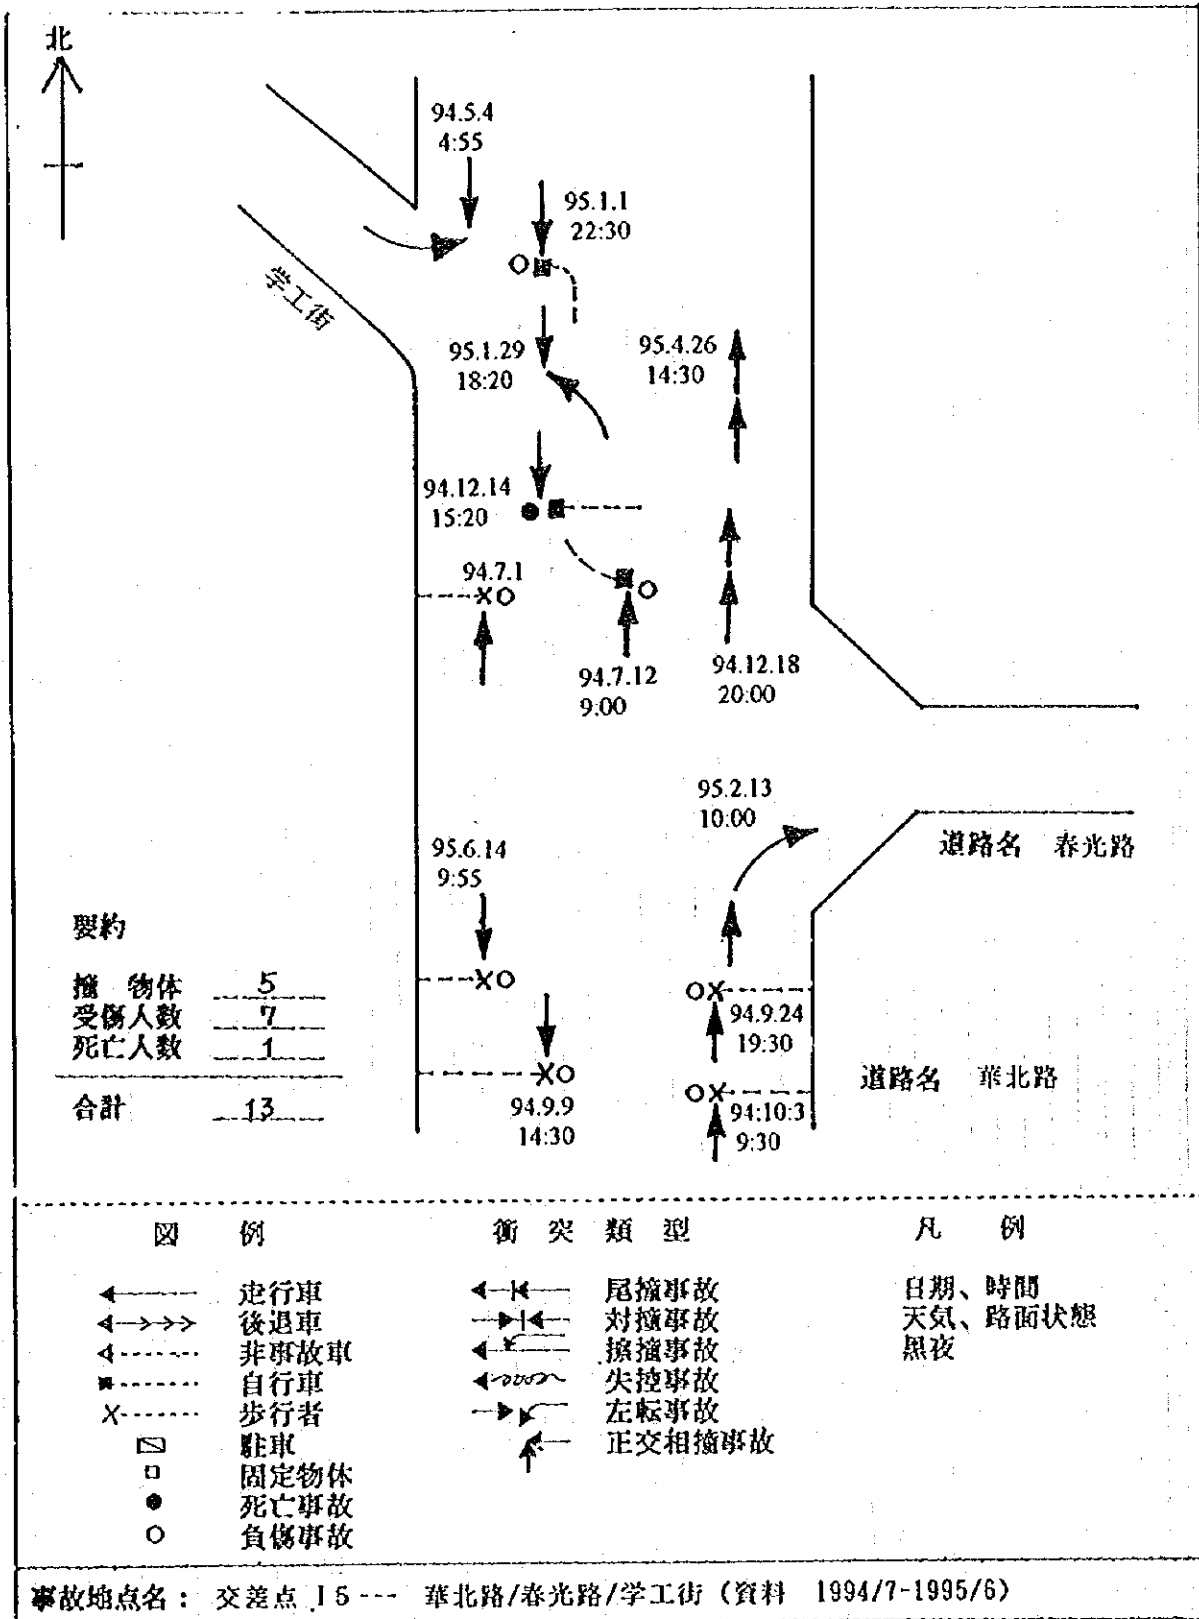 北
94.5.4
4:55
95.1.1
22:30
学工街
95.1.29
18:20
95.4.26
14:30
94.12.14
15:20
94.7.1
94.7.12
9:00
94.12.18
20:00
95.2.13
10:00
道路名 春光路
95.6.14
9:55
要約
撞 物体 5
受傷人数 7
死亡人数 1
合計 13
94.9.24
19:30
道路名 華北路
94.9.9
14:30
94:10:3
9:30
図 例
走行車
後退車
非事故車
自行車
歩行者
駐車
固定物体
死亡事故
負傷事故
衝突類型
尾撞事故
対撞事故
擦撞事故
失控事故
左転事故
正交相撞事故
凡 例
日期、時間
天気、路面状態
黒夜
事故地点名: 交差点 15--- 華北路/春光路/学工街 (資料 1994/7-1995/6)